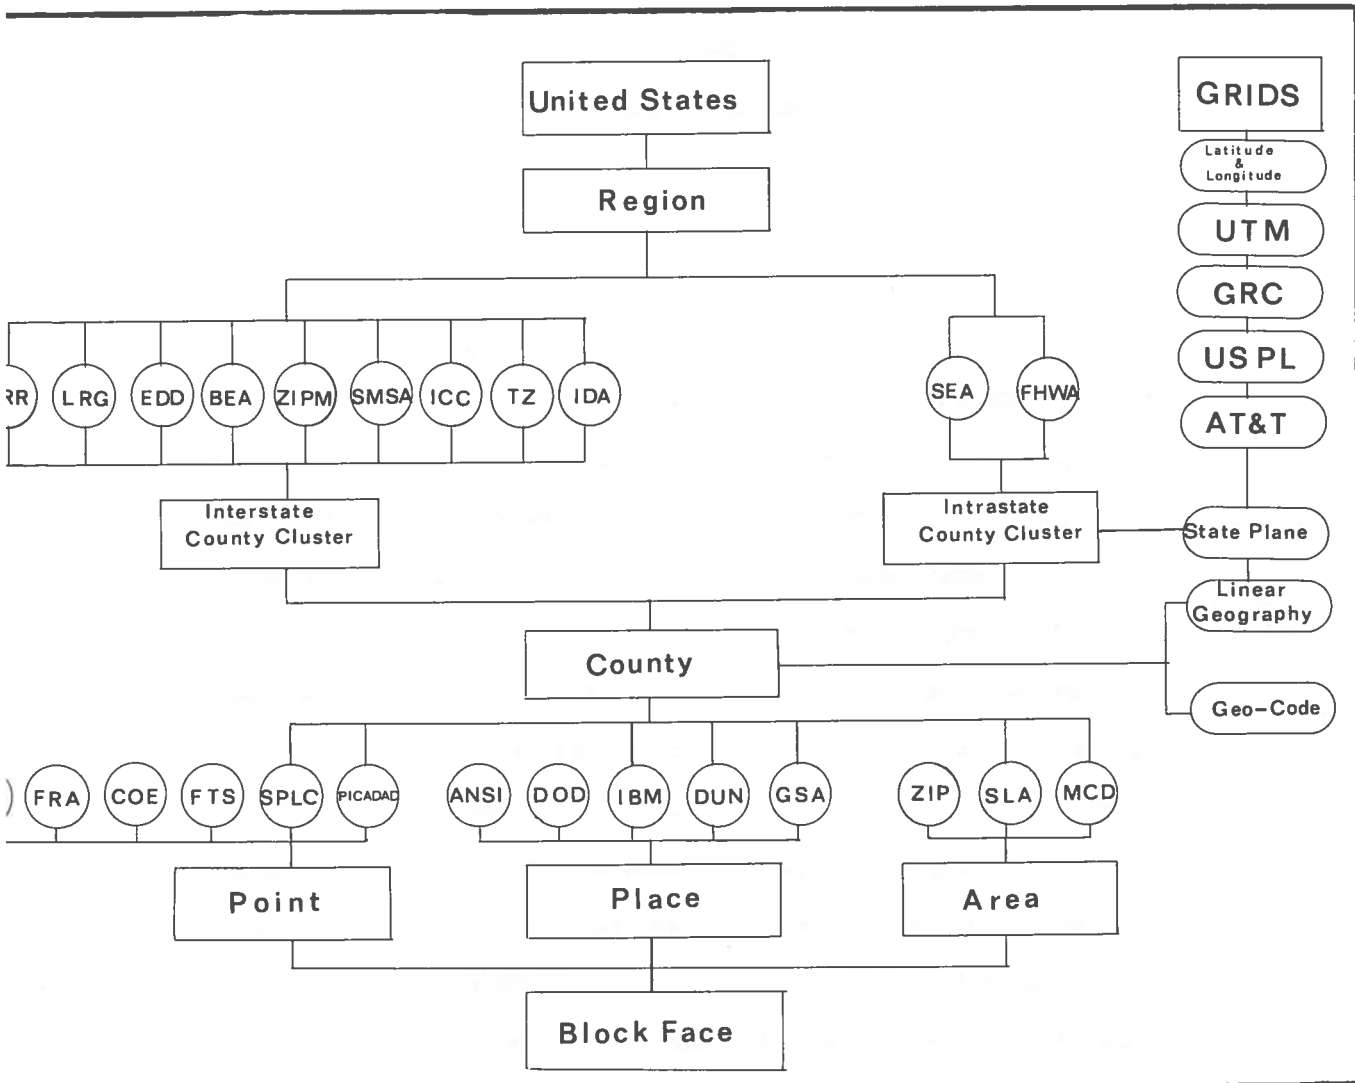 United States
GRIDS
Latitude
&
Longitude
Region
UTM
GRC
USPL
RR LRG EDD BEA ZIPM SMSA ICC TZ IDA SEA FHWA
AT&T
Interstate
County Cluster
Intrastate
County Cluster
State Plane
Linear
Geography
County
Geo-Code
FRA COE FTS SPLC PICADAD ANSI DOD IBM DUN GSA ZIP SLA MCD
Point Place Area
Block Face